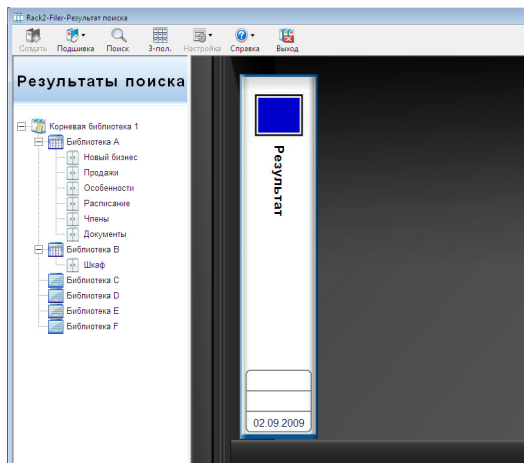 Rack2-Filer-Результат поиска
Создать Подшивка Поиск 3-пол. Настройка Справка Выход
Результаты поиска
Корневая библиотека 1
Библиотека A
Новый бизнес
Продажи
Особенности
Расписание
Члены
Документы
Библиотека B
Шкаф
Библиотека C
Библиотека D
Библиотека E
Библиотека F
Результат
02.09.2009